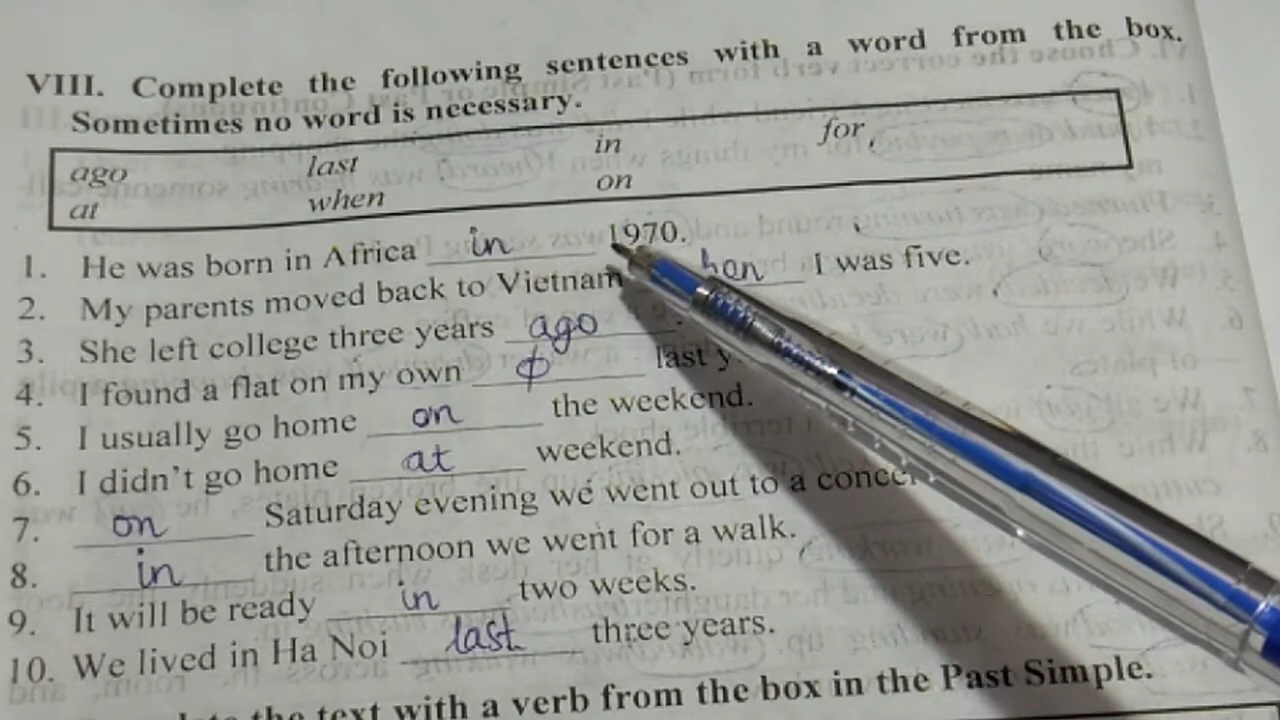 VIII. Complete the following sentences with a word from the box.
Sometimes no word is necessary.
ago last in for
at when on
1. He was born in Africa in 1970.
2. My parents moved back to Vietnam I was five.
3. She left college three years ago.
4. I found a flat on my own ϕ last
5. I usually go home on the weekend.
6. I didn't go home at weekend.
7. on Saturday evening we went out to a
8. in the afternoon we went for a walk.
9. It will be ready in two weeks.
10. We lived in Ha Noi last three years.
the text with a verb from the box in the Past Simple.